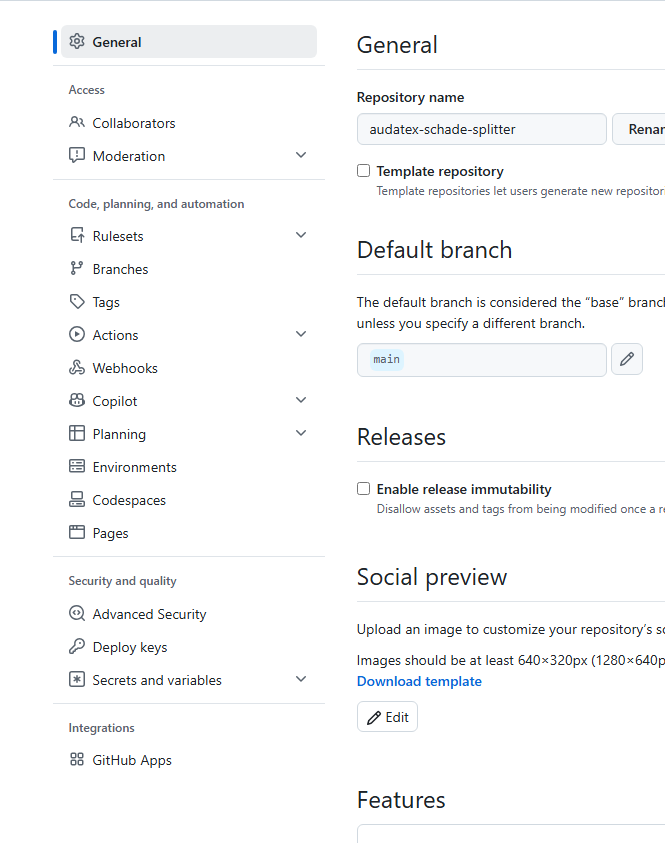 General
Access
Collaborators
Moderation
Code, planning, and automation
Rulesets
Branches
Tags
Actions
Webhooks
Copilot
Planning
Environments
Codespaces
Pages
Security and quality
Advanced Security
Deploy keys
Secrets and variables
Integrations
GitHub Apps
General
Repository name
audatex-schade-splitter
Renar
Template repository
Template repositories let users generate new repositor
Default branch
The default branch is considered the “base” branch
unless you specify a different branch.
main
Releases
Enable release immutability
Disallow assets and tags from being modified once a re
Social preview
Upload an image to customize your repository’s so
Images should be at least 640×320px (1280×640p
Download template
Edit
Features